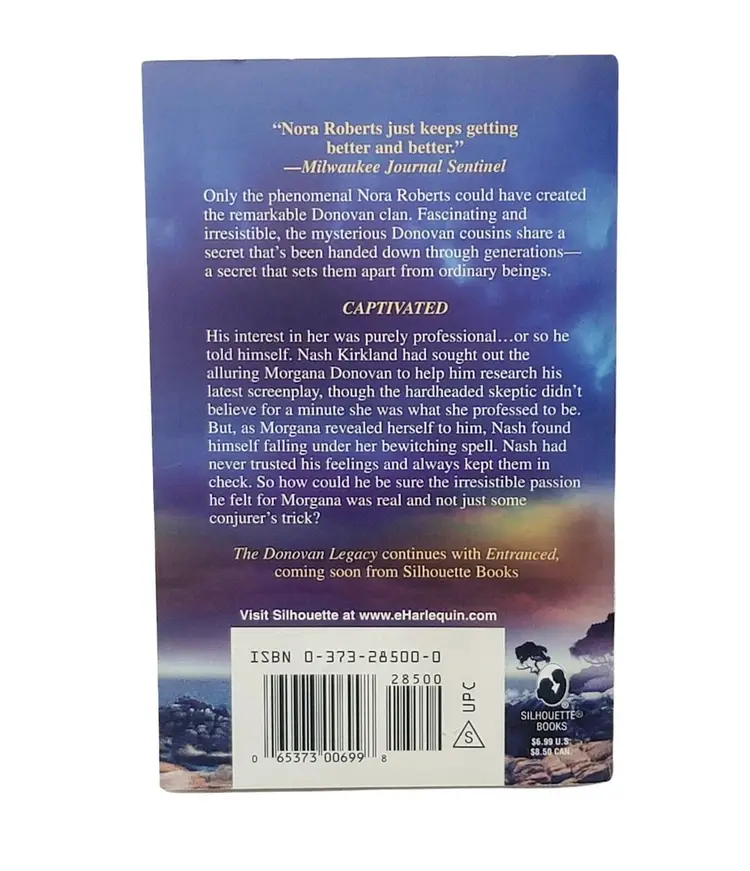 “Nora Roberts just keeps getting
better and better.”
—Milwaukee Journal Sentinel
Only the phenomenal Nora Roberts could have created
the remarkable Donovan clan. Fascinating and
irresistible, the mysterious Donovan cousins share a
secret that’s been handed down through generations—
a secret that sets them apart from ordinary beings.
CAPTIVATED
His interest in her was purely professional...or so he
told himself. Nash Kirkland had sought out the
alluring Morgana Donovan to help him research his
latest screenplay, though the hardheaded skeptic didn’t
believe for a minute she was what she professed to be.
But, as Morgana revealed herself to him, Nash found
himself falling under her bewitching spell. Nash had
never trusted his feelings and always kept them in
check. So how could he be sure the irresistible passion
he felt for Morgana was real and not just some
conjurer’s trick?
The Donovan Legacy continues with Entranced,
coming soon from Silhouette Books
Visit Silhouette at www.eHarlequin.com
ISBN 0-373-28500-0
28500
0 65373 00699 8
UPC
S
SILHOUETTE®
BOOKS
$6.99 U.S.
$8.50 CAN.